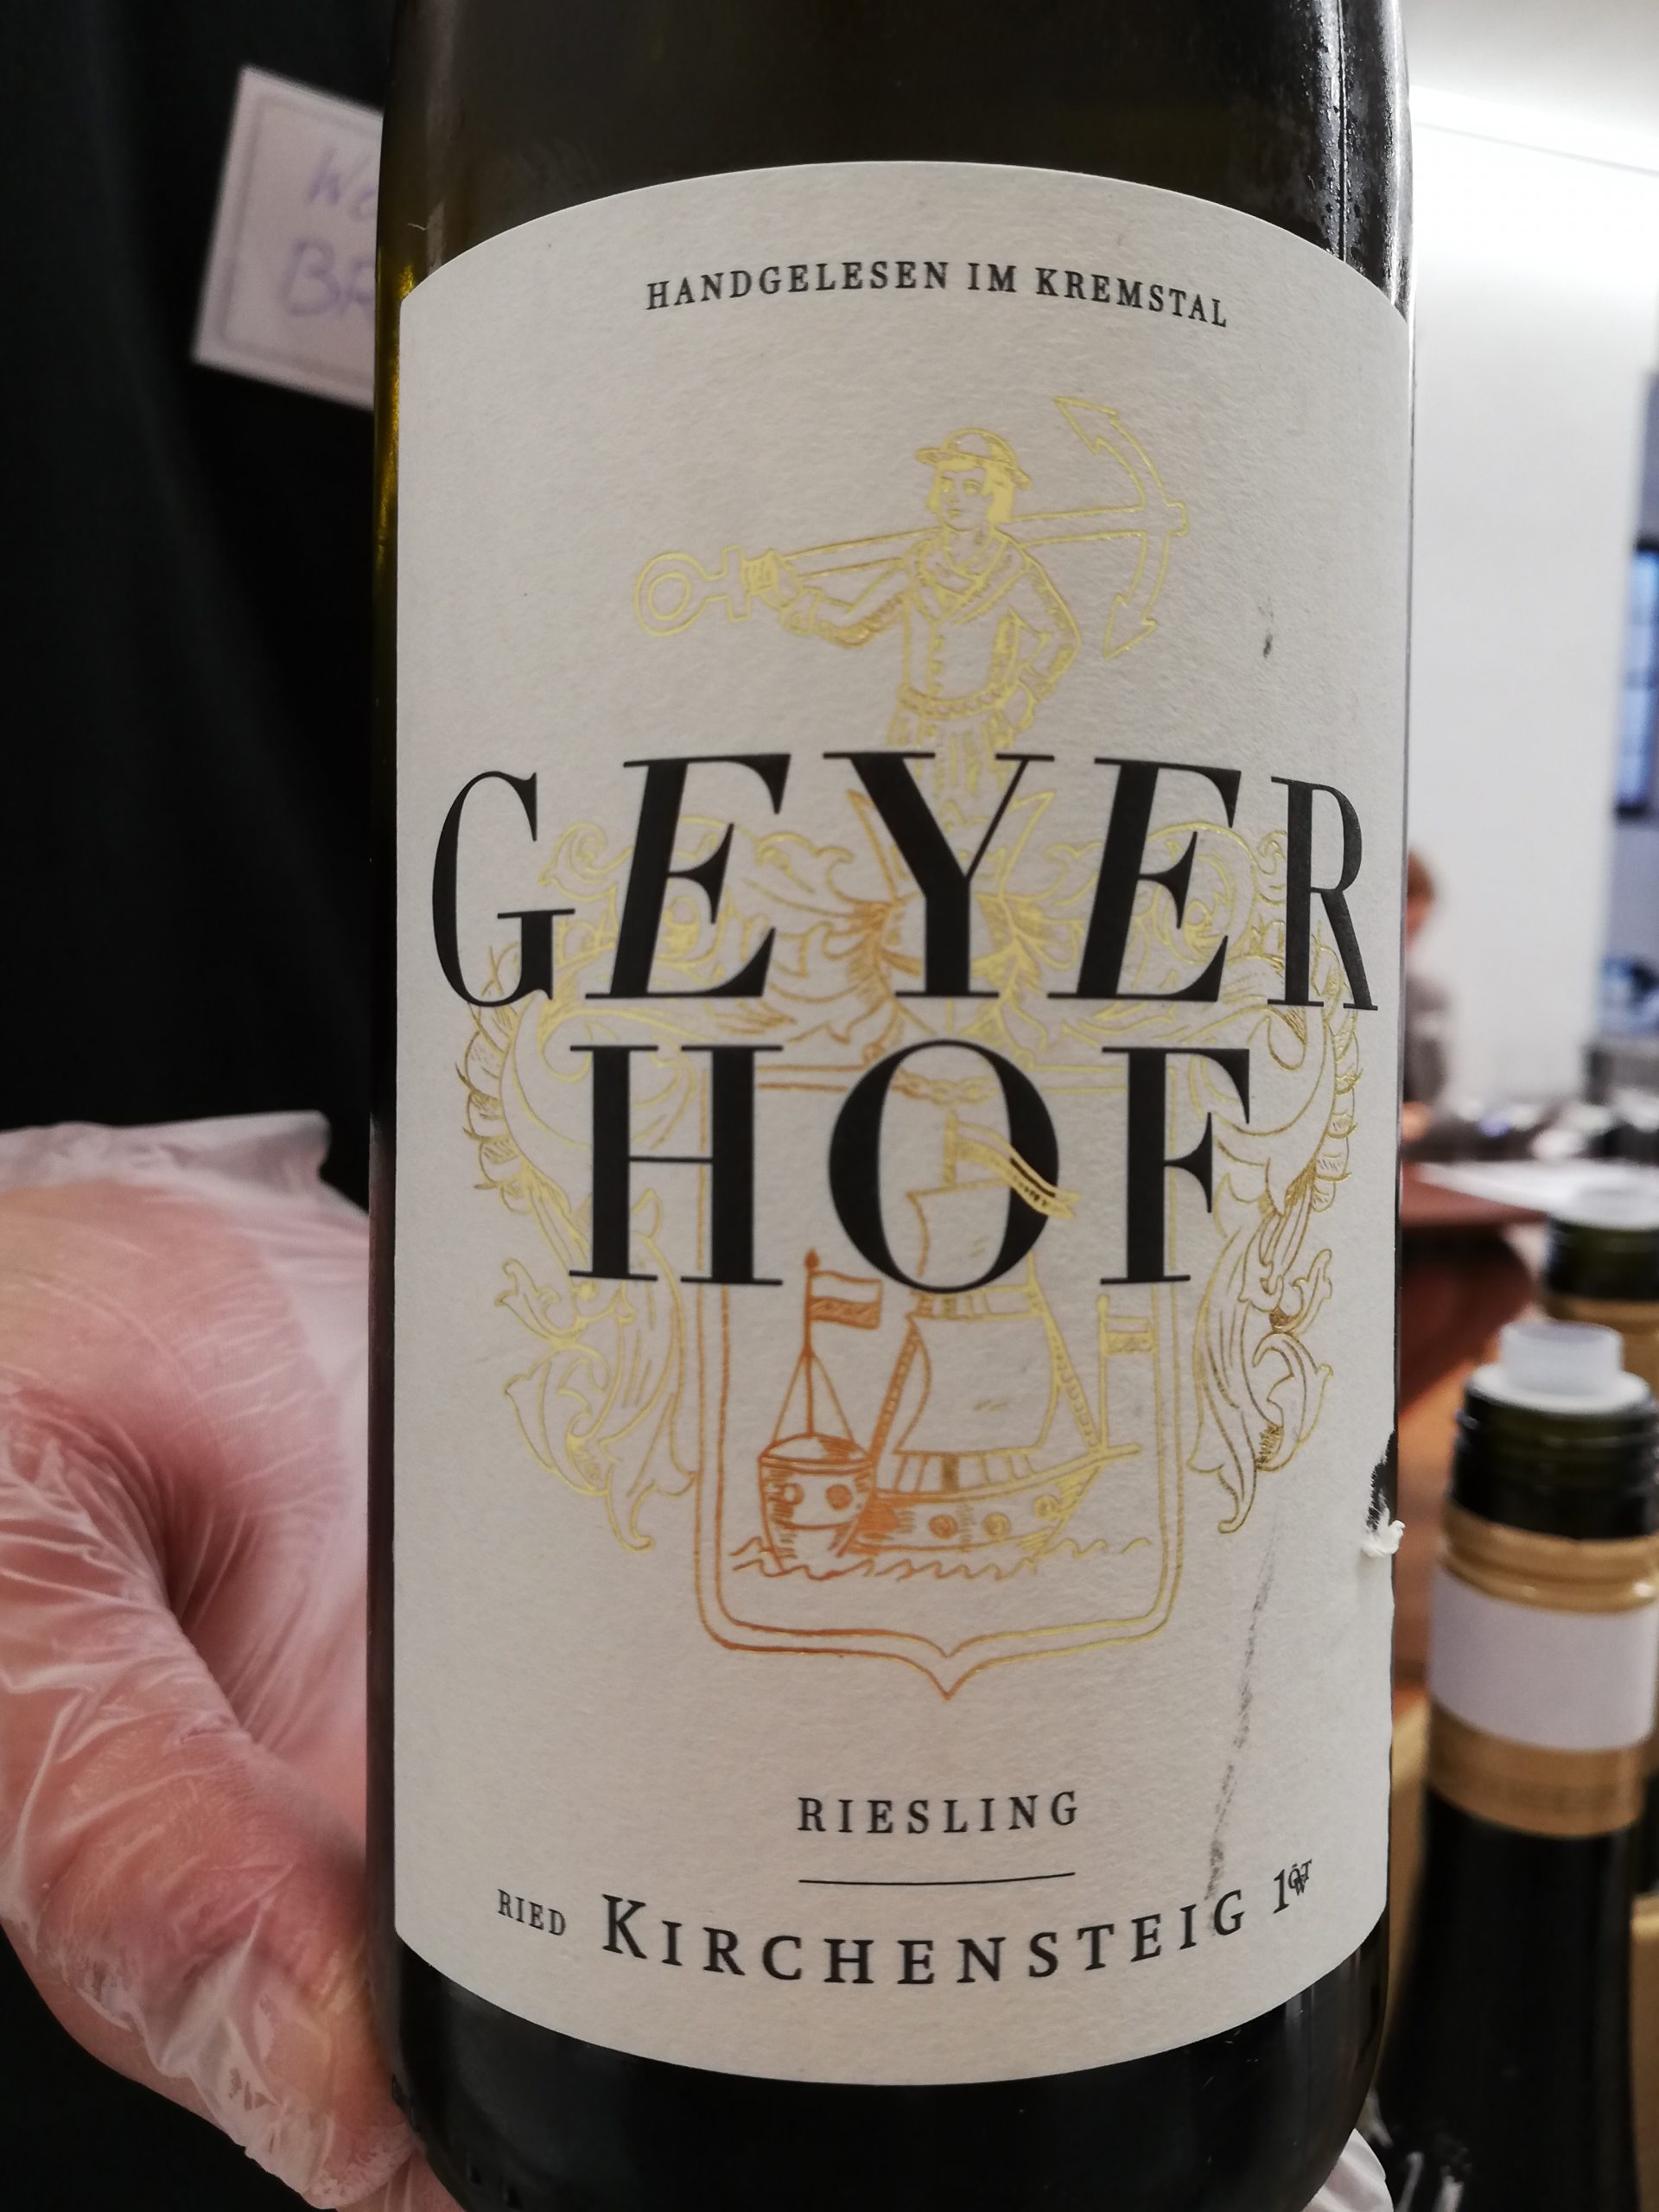 HANDGELESEN IM KREMSTAL
GEYER
HOF
RIESLING
RIED KIRCHENSTEIG 1ÖTW